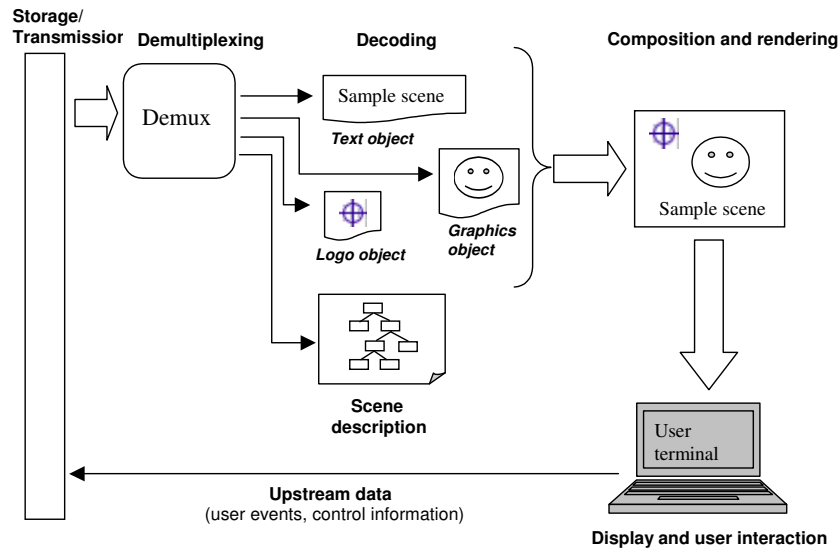 Storage/
Transmission
Demultiplexing
Decoding
Composition and rendering
Demux
Sample scene
Text object
Logo object
Graphics
object
Sample scene
Scene
description
User
terminal
Upstream data
(user events, control information)
Display and user interaction